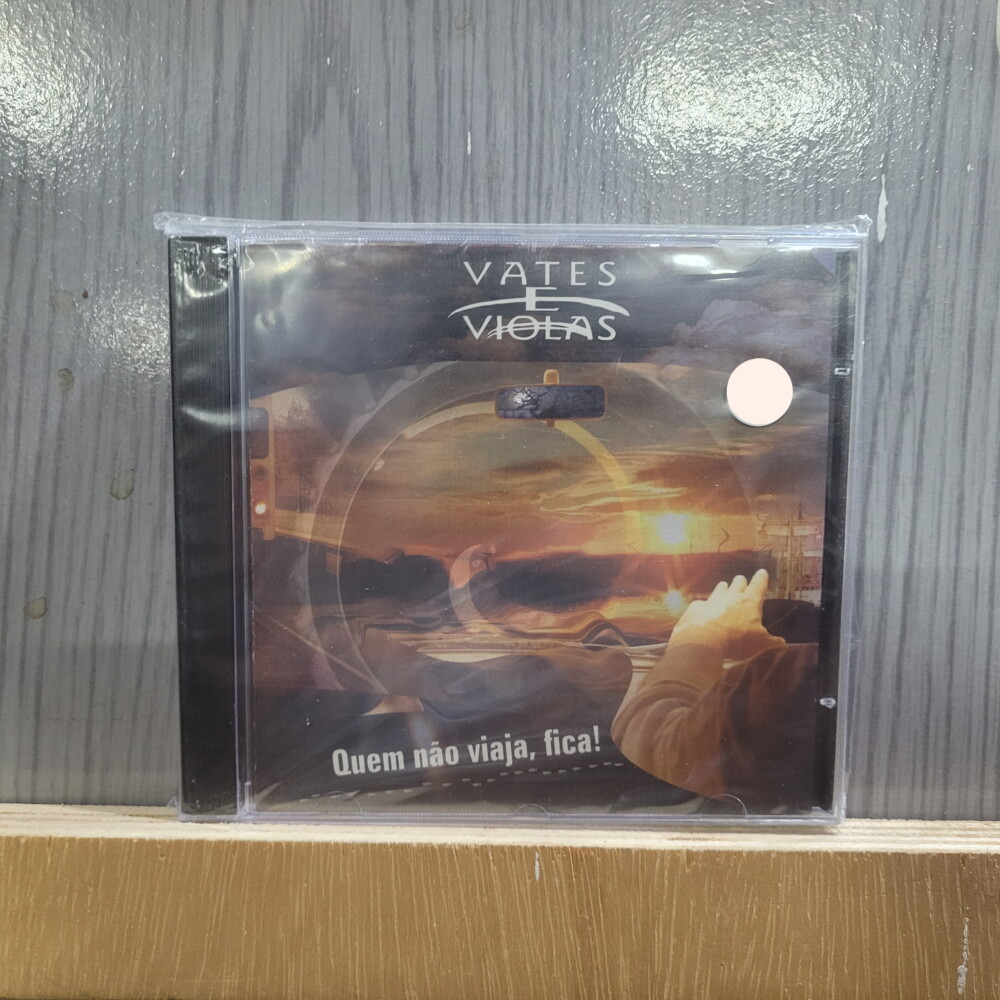 VATES
E
VIOLAS
Quem não viaja, fica!